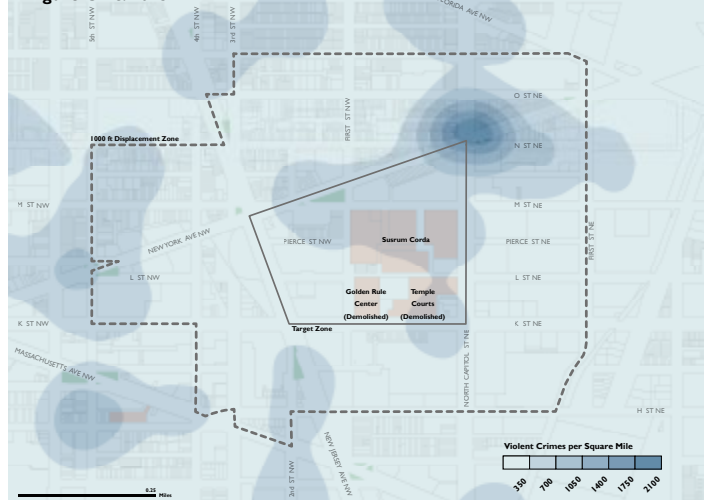 5th ST NW
4th ST NW
3rd ST NW
O ST NE
FIRST ST NW
1000 ft Displacement Zone
N ST NE
M ST NW
M ST NE
NEW YORK AVE NW
PIERCE ST NW
Susrum Corda
PIERCE ST NE
FIRST ST NE
L ST NW
L ST NE
Golden Rule
Center
(Demolished)
Temple
Courts
(Demolished)
K ST NW
K ST NE
Target Zone
MASSACHUSETTS AVE NW
NORTH CAPITOL ST NE
H ST NE
2nd ST NW
NEW JERSEY AVE NW
Violent Crimes per Square Mile
350 700 1050 1400 1750 2100
0.25
Miles